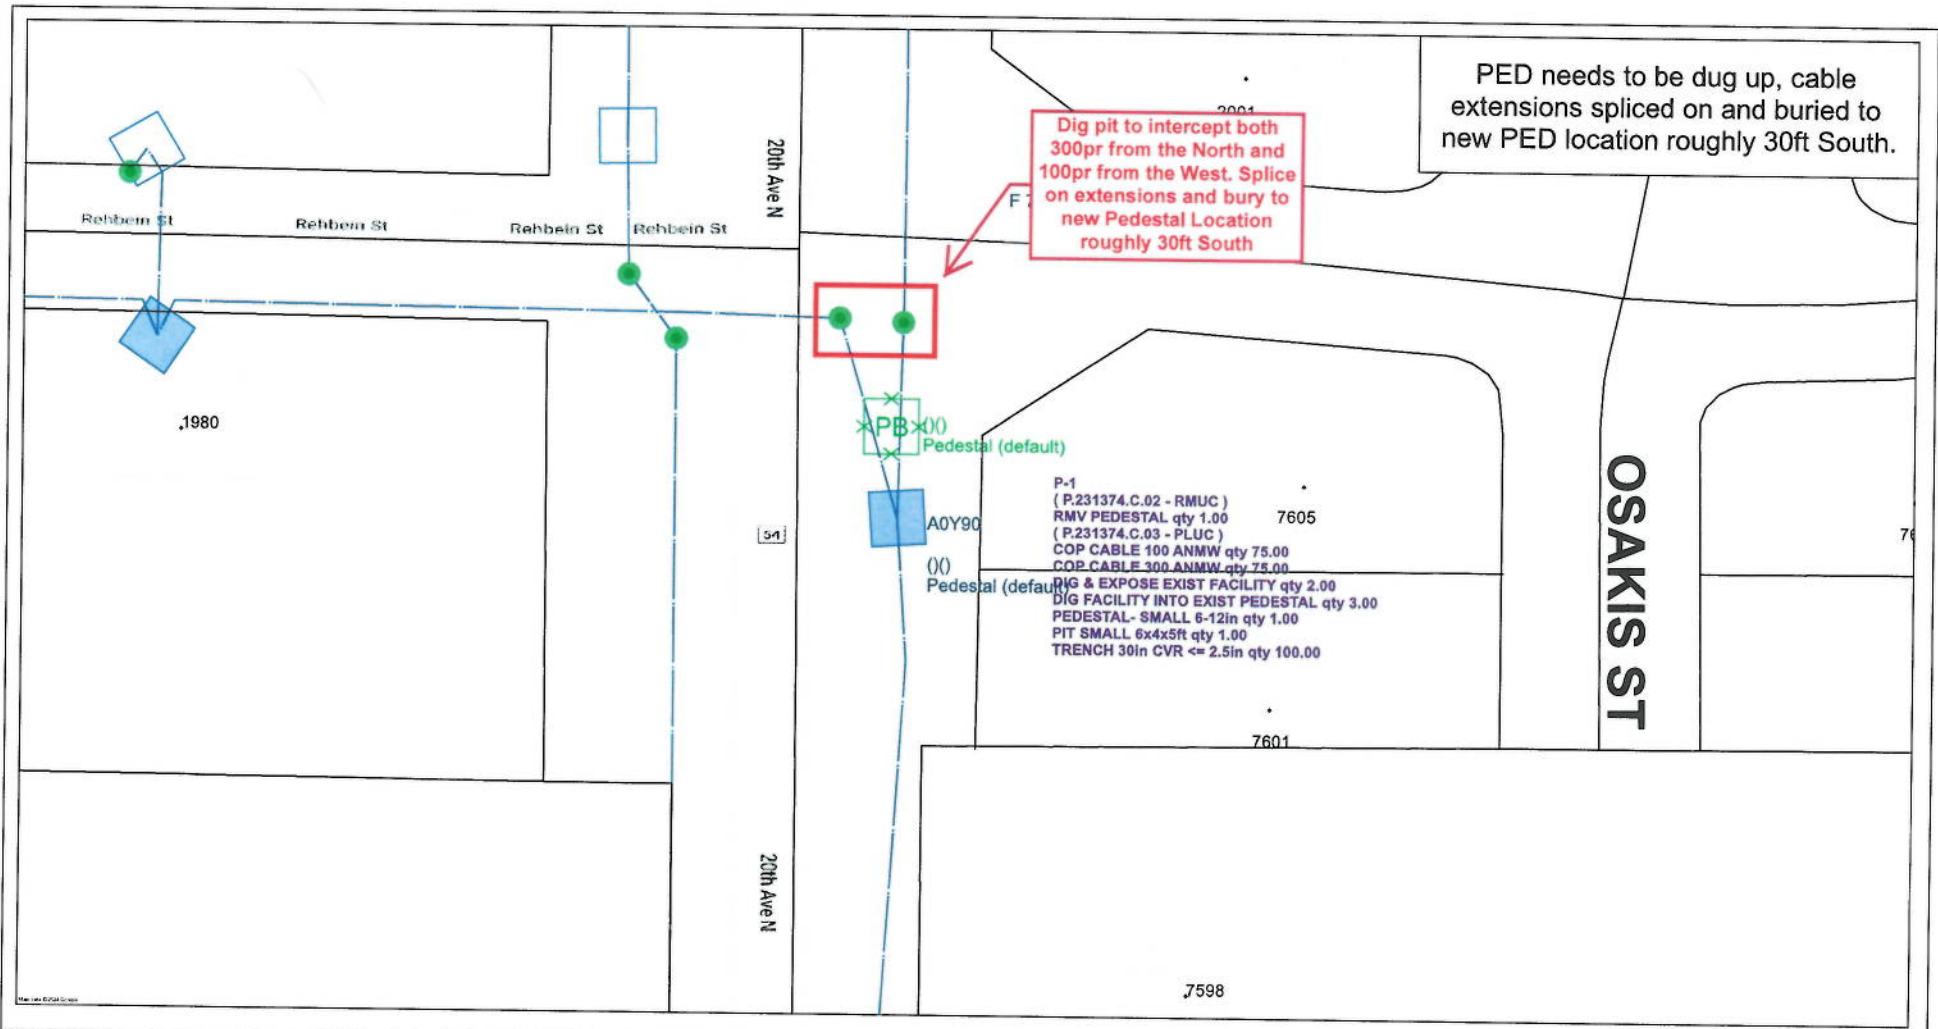 PED needs to be dug up, cable
extensions spliced on and buried to
new PED location roughly 30ft South.
2001
Dig pit to intercept both
300pr from the North and
100pr from the West. Splice
on extensions and bury to
new Pedestal Location
roughly 30ft South
F 7
20th Ave N
Rehbein St
Rehbein St
Rehbein St
Rehbein St
1980
PB
()()
Pedestal (default)
A0Y90
()()
Pedestal (default)
54
P-1
( P.231374.C.02 - RMUC )
RMV PEDESTAL qty 1.00
( P.231374.C.03 - PLUC )
COP CABLE 100 ANMW qty 75.00
COP CABLE 300 ANMW qty 75.00
DIG & EXPOSE EXIST FACILITY qty 2.00
DIG FACILITY INTO EXIST PEDESTAL qty 3.00
PEDESTAL- SMALL 6-12in qty 1.00
PIT SMALL 6x4x5ft qty 1.00
TRENCH 30in CVR <= 2.5in qty 100.00
7605
OSAKIS ST
7601
20th Ave N
7598